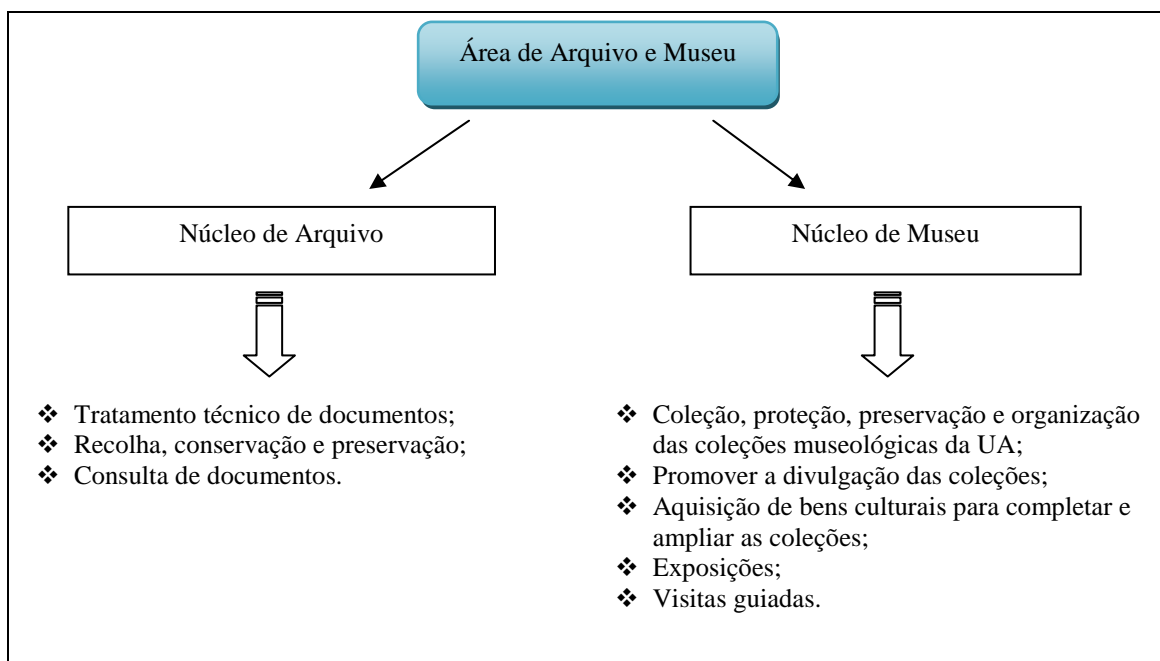 Área de Arquivo e Museu
Núcleo de Arquivo
❖ Tratamento técnico de documentos;
❖ Recolha, conservação e preservação;
❖ Consulta de documentos.
Núcleo de Museu
❖ Coleção, proteção, preservação e organização
das coleções museológicas da UA;
❖ Promover a divulgação das coleções;
❖ Aquisição de bens culturais para completar e
ampliar as coleções;
❖ Exposições;
❖ Visitas guiadas.